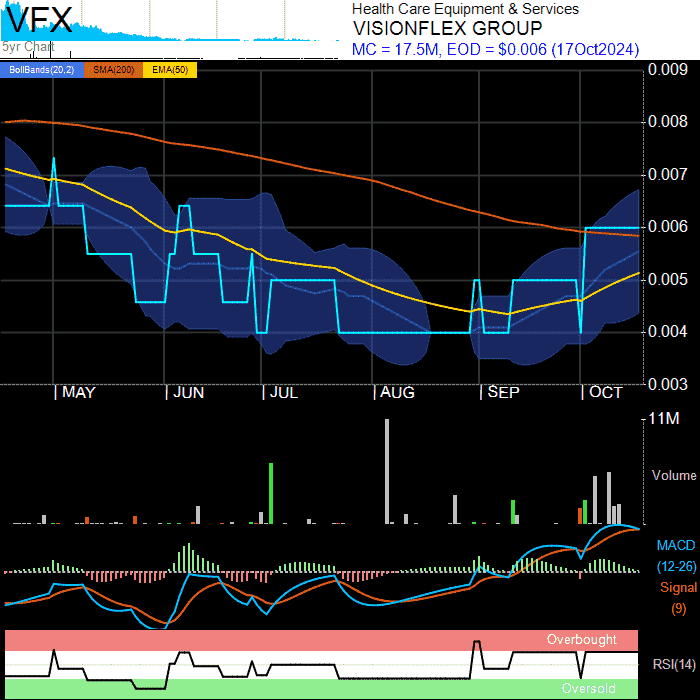 VFX
5yr Chart
Health Care Equipment & Services
VISIONFLEX GROUP
MC = 17.5M, EOD = $0.006 (17Oct2024)
BollBands(20,2) SMA(200) EMA(50)
0.009
0.008
0.007
0.006
0.005
0.004
0.003
MAY JUN JUL AUG SEP OCT
11M
Volume
MACD
(12-26)
Signal
(9)
Overbought
RSI(14)
Oversold